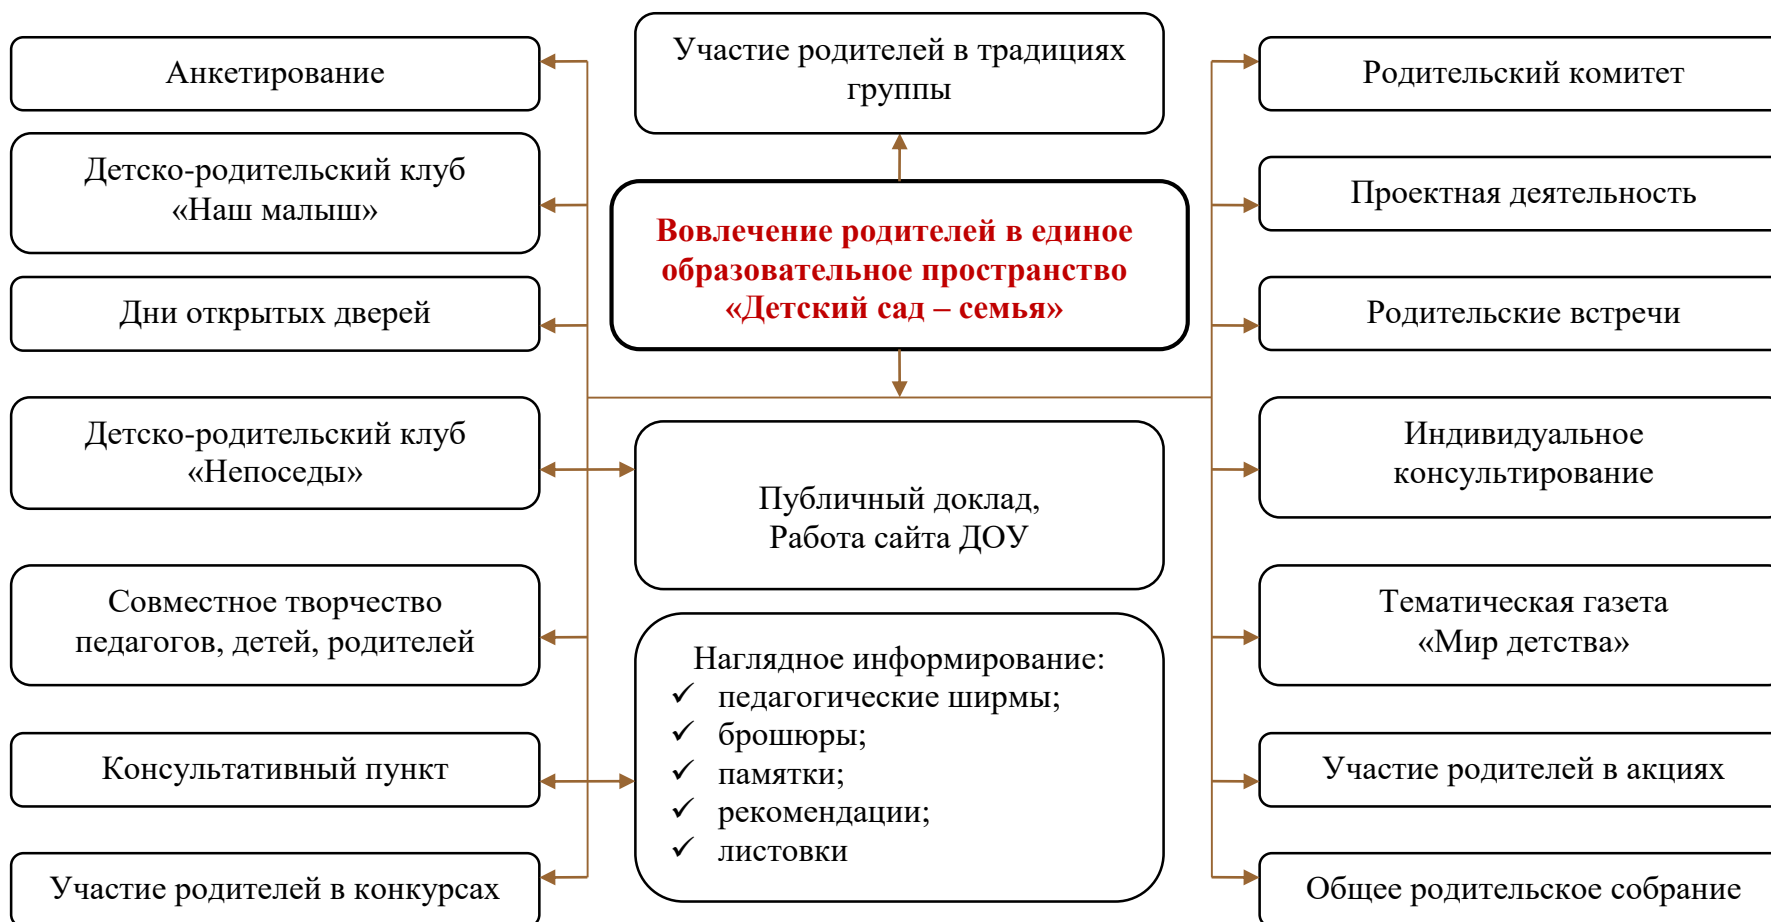 Анкетирование
Детско-родительский клуб
«Наш малыш»
Дни открытых дверей
Детско-родительский клуб
«Непоседы»
Совместное творчество
педагогов, детей, родителей
Консультативный пункт
Участие родителей в конкурсах
Участие родителей в традициях
группы
Вовлечение родителей в единое
образовательное пространство
«Детский сад – семья»
Публичный доклад,
Работа сайта ДОУ
Наглядное информирование:
✓ педагогические ширмы;
✓ брошюры;
✓ памятки;
✓ рекомендации;
✓ листовки
Родительский комитет
Проектная деятельность
Родительские встречи
Индивидуальное
консультирование
Тематическая газета
«Мир детства»
Участие родителей в акциях
Общее родительское собрание